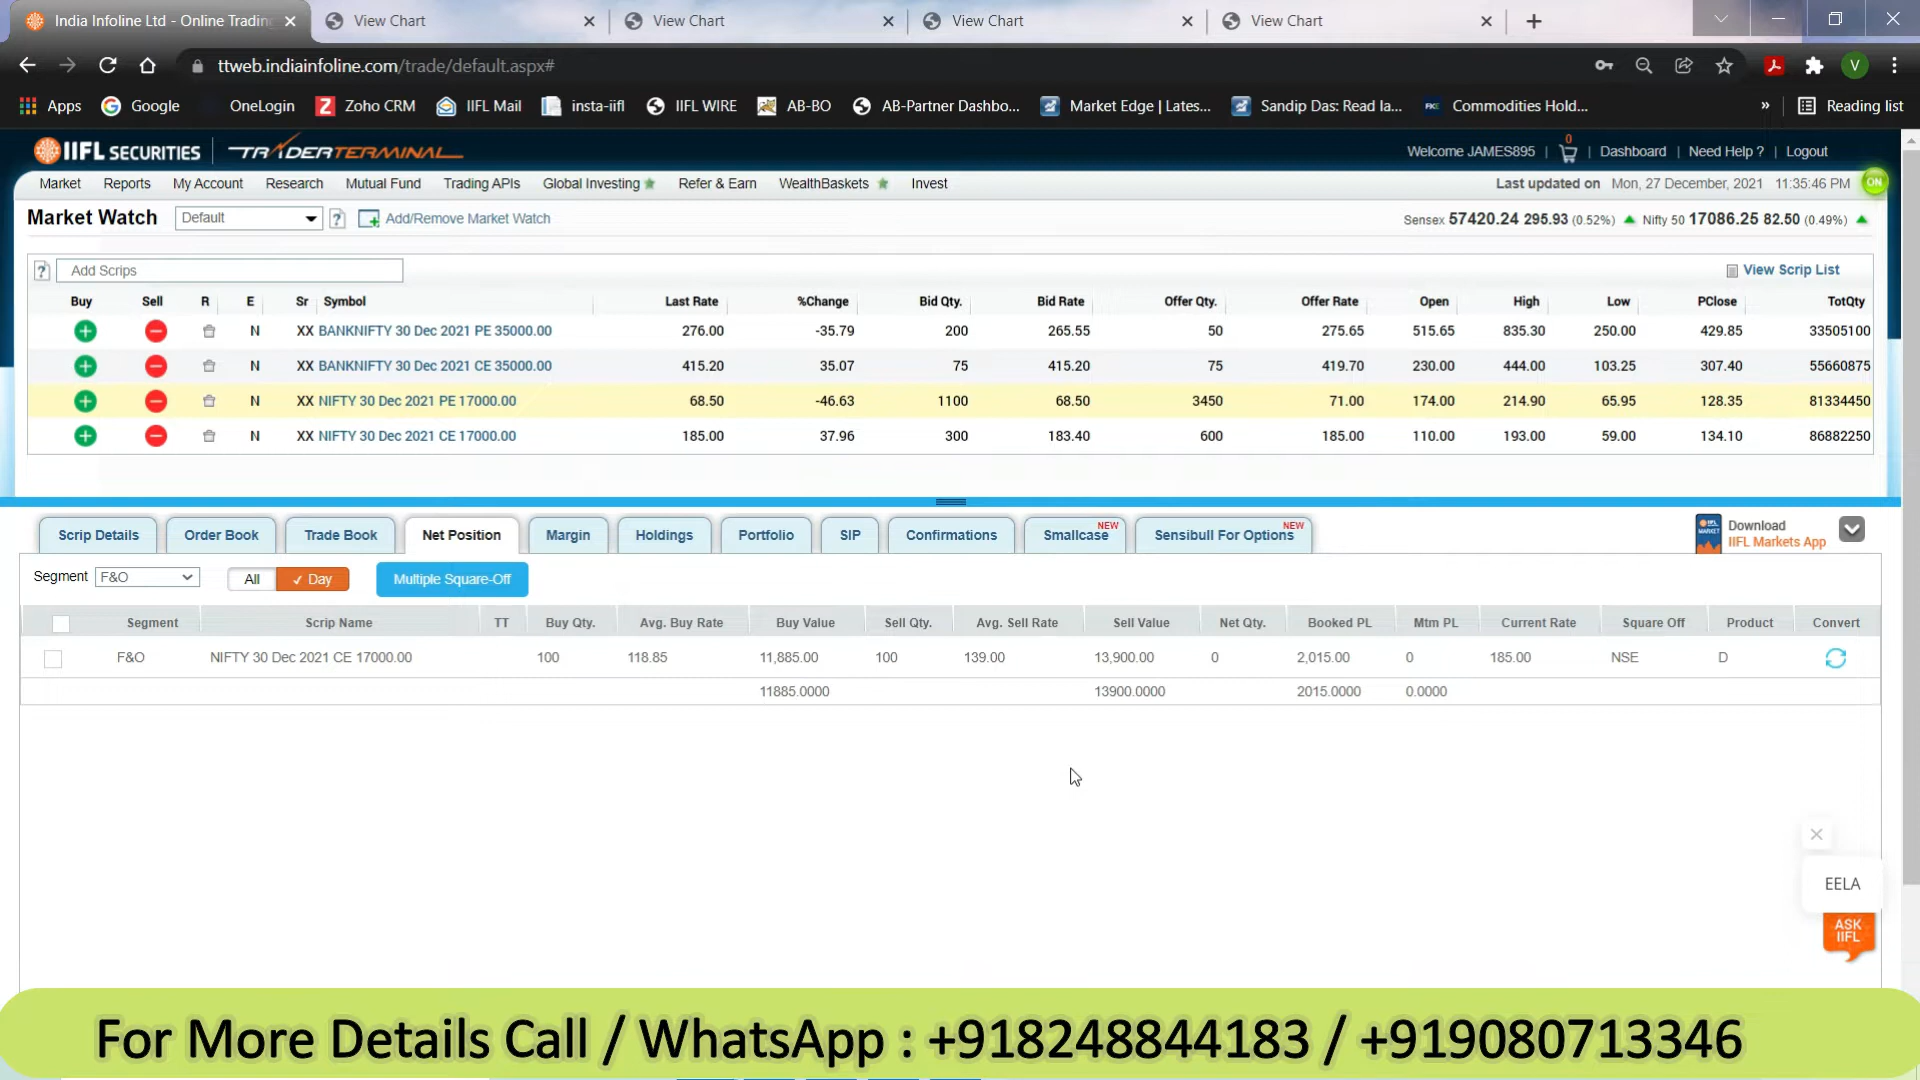 India Infoline Ltd - Online Trading View Chart View Chart View Chart View Chart
ttweb.indiainfoline.com/trade/default.aspx#
Apps Google OneLogin Zoho CRM IIFL Mail insta-iifl IIFL WIRE AB-BO AB-Partner Dashbo... Market Edge | Lates... Sandip Das: Read la... Commodities Hold... » Reading list
IIFL SECURITIES TRADER TERMINAL Welcome JAMES895 | 0 | Dashboard | Need Help ? | Logout
Market Reports My Account Research Mutual Fund Trading APIs Global Investing Refer & Earn WealthBaskets Invest Last updated on Mon, 27 December, 2021 11:35:46 PM ON
Market Watch Default ? Add/Remove Market Watch Sensex 57420.24 295.93 (0.52%) Nifty 50 17086.25 82.50 (0.49%)
? Add Scrips View Scrip List
Buy Sell R E Sr Symbol Last Rate %Change Bid Qty. Bid Rate Offer Qty. Offer Rate Open High Low PClose TotQty
N XX BANKNIFTY 30 Dec 2021 PE 35000.00 276.00 -35.79 200 265.55 50 275.65 515.65 835.30 250.00 429.85 33505100
N XX BANKNIFTY 30 Dec 2021 CE 35000.00 415.20 35.07 75 415.20 75 419.70 230.00 444.00 103.25 307.40 55660875
N XX NIFTY 30 Dec 2021 PE 17000.00 68.50 -46.63 1100 68.50 3450 71.00 174.00 214.90 65.95 128.35 81334450
N XX NIFTY 30 Dec 2021 CE 17000.00 185.00 37.96 300 183.40 600 185.00 110.00 193.00 59.00 134.10 86882250
Scrip Details Order Book Trade Book Net Position Margin Holdings Portfolio SIP Confirmations Smallcase NEW Sensibull For Options NEW Download
IIFL Markets App
Segment F&O All ✓ Day Multiple Square-Off
Segment Scrip Name TT Buy Qty. Avg. Buy Rate Buy Value Sell Qty. Avg. Sell Rate Sell Value Net Qty. Booked PL Mtm PL Current Rate Square Off Product Convert
F&O NIFTY 30 Dec 2021 CE 17000.00 100 118.85 11,885.00 100 139.00 13,900.00 0 2,015.00 0 185.00 NSE D
11885.0000 13900.0000 2015.0000 0.0000
EELA
ASK
IIFL
For More Details Call / WhatsApp : +918248844183 / +919080713346